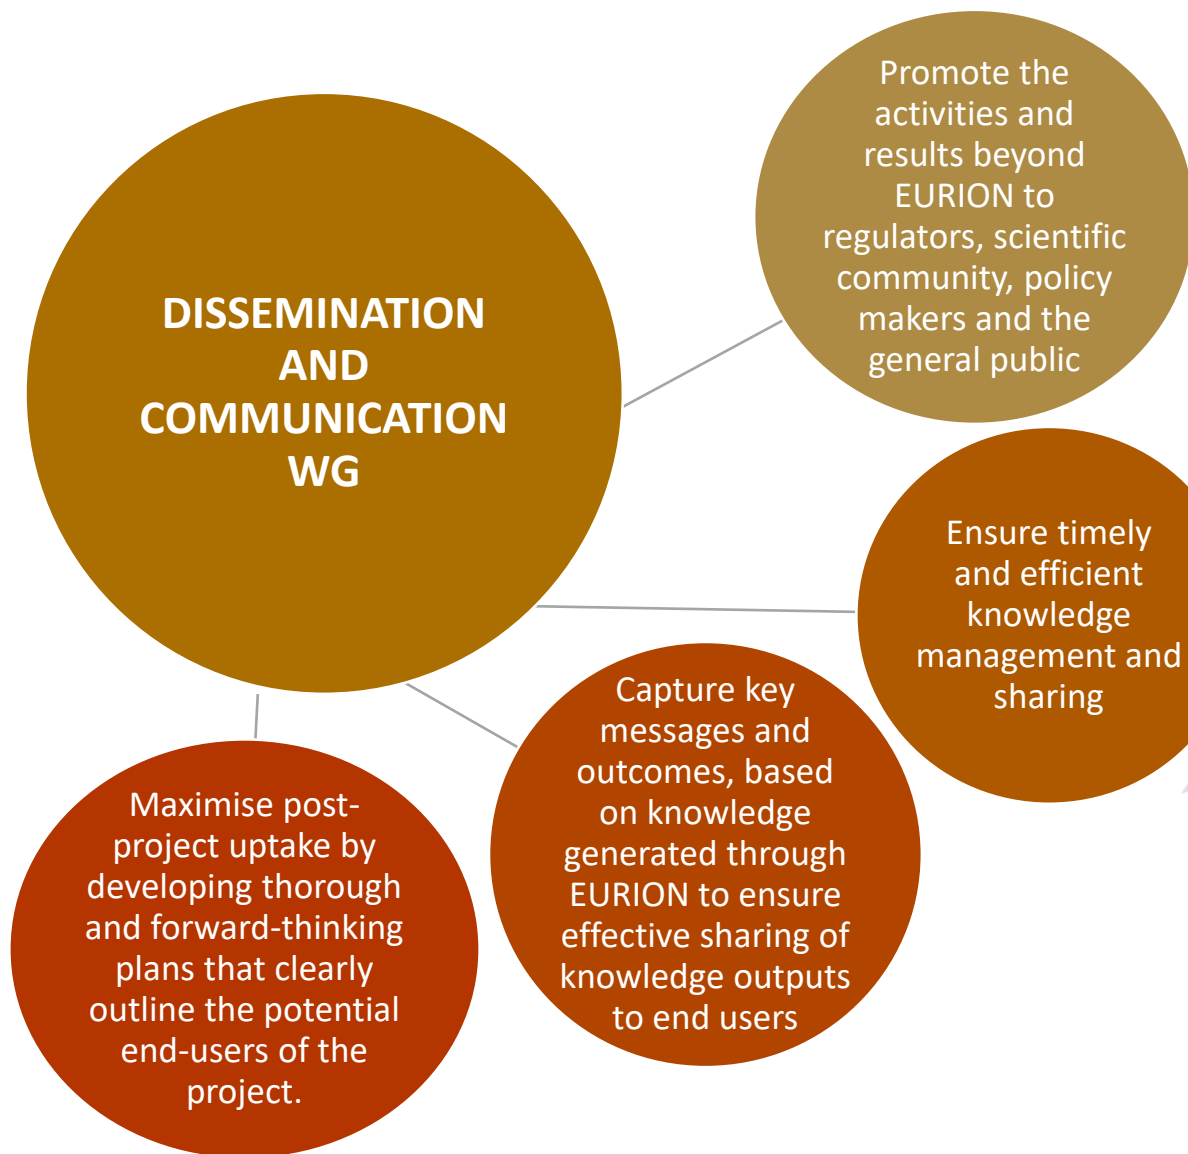 DISSEMINATION
AND
COMMUNICATION
WG
Promote the
activities and
results beyond
EURION to
regulators, scientific
community, policy
makers and the
general public
Ensure timely
and efficient
knowledge
management and
sharing
Capture key
messages and
outcomes, based
on knowledge
generated through
EURION to ensure
effective sharing of
knowledge outputs
to end users
Maximise post-
project uptake by
developing thorough
and forward-thinking
plans that clearly
outline the potential
end-users of the
project.